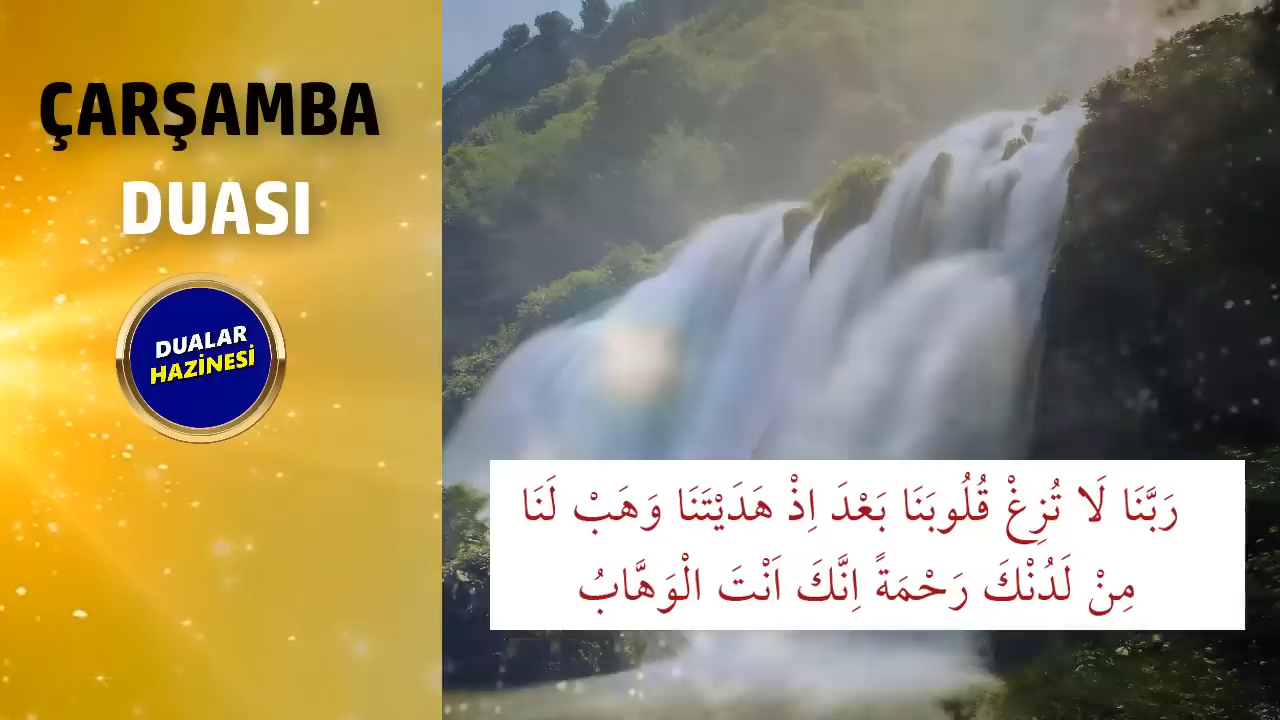 ÇARŞAMBA
DUASI
DUALAR
HAZİNESİ
رَبَّنَا لَا تُزِغْ قُلُوبَنَا بَعْدَ اِذْ هَدَيْتَنَا وَهَبْ لَنَا
مِنْ لَدُنْكَ رَحْمَةً اِنَّكَ اَنْتَ الْوَهَّابُ